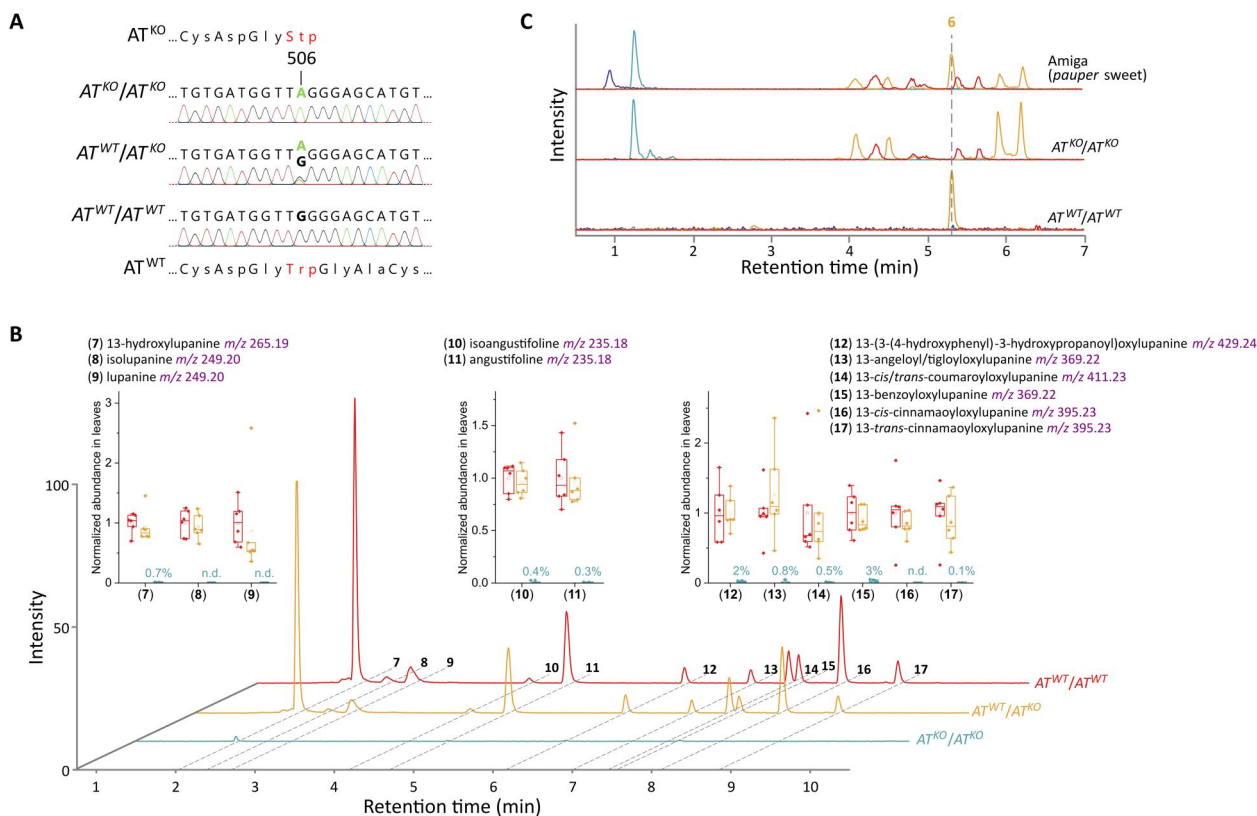 A
AT^KO ...CysAspGlyStp
506
AT^KO/AT^KO ...TGTGATGGTTAGGGAGCATGT...
AT^WT/AT^KO ...TGTGATGGTT A G GGGAGCATGT...
AT^WT/AT^WT ...TGTGATGGTTGGGGAGCATGT...
AT^WT ...CysAspGlyTrpGlyAlaCys...
C
6
Intensity
Amiga
(pauper sweet)
AT^KO/AT^KO
AT^WT/AT^WT
1 2 3 4 5 6 7
Retention time (min)
B
(7) 13-hydroxylupanine m/z 265.19
(8) isolupanine m/z 249.20
(9) lupanine m/z 249.20
(10) isoangustifoline m/z 235.18
(11) angustifoline m/z 235.18
(12) 13-(3-(4-hydroxyphenyl)-3-hydroxypropanoyl)oxylupanine m/z 429.24
(13) 13-angeloyl/tigloyloxylupanine m/z 369.22
(14) 13-cis/trans-coumaroyloxylupanine m/z 411.23
(15) 13-benzoyloxylupanine m/z 369.22
(16) 13-cis-cinnamaoyloxylupanine m/z 395.23
(17) 13-trans-cinnamaoyloxylupanine m/z 395.23
Normalized abundance in leaves
3
2
1
0
0.7% n.d. n.d.
(7) (8) (9)
Normalized abundance in leaves
1.5
1.0
0.5
0.0
0.4% 0.3%
(10) (11)
Normalized abundance in leaves
2
1
0
2% 0.8% 0.5% 3% n.d. 0.1%
(12) (13) (14) (15) (16) (17)
Intensity
100
50
0
7 8 9 10 11 12 13 14 15 16 17
AT^WT/AT^WT
AT^WT/AT^KO
AT^KO/AT^KO
1 2 3 4 5 6 7 8 9 10
Retention time (min)